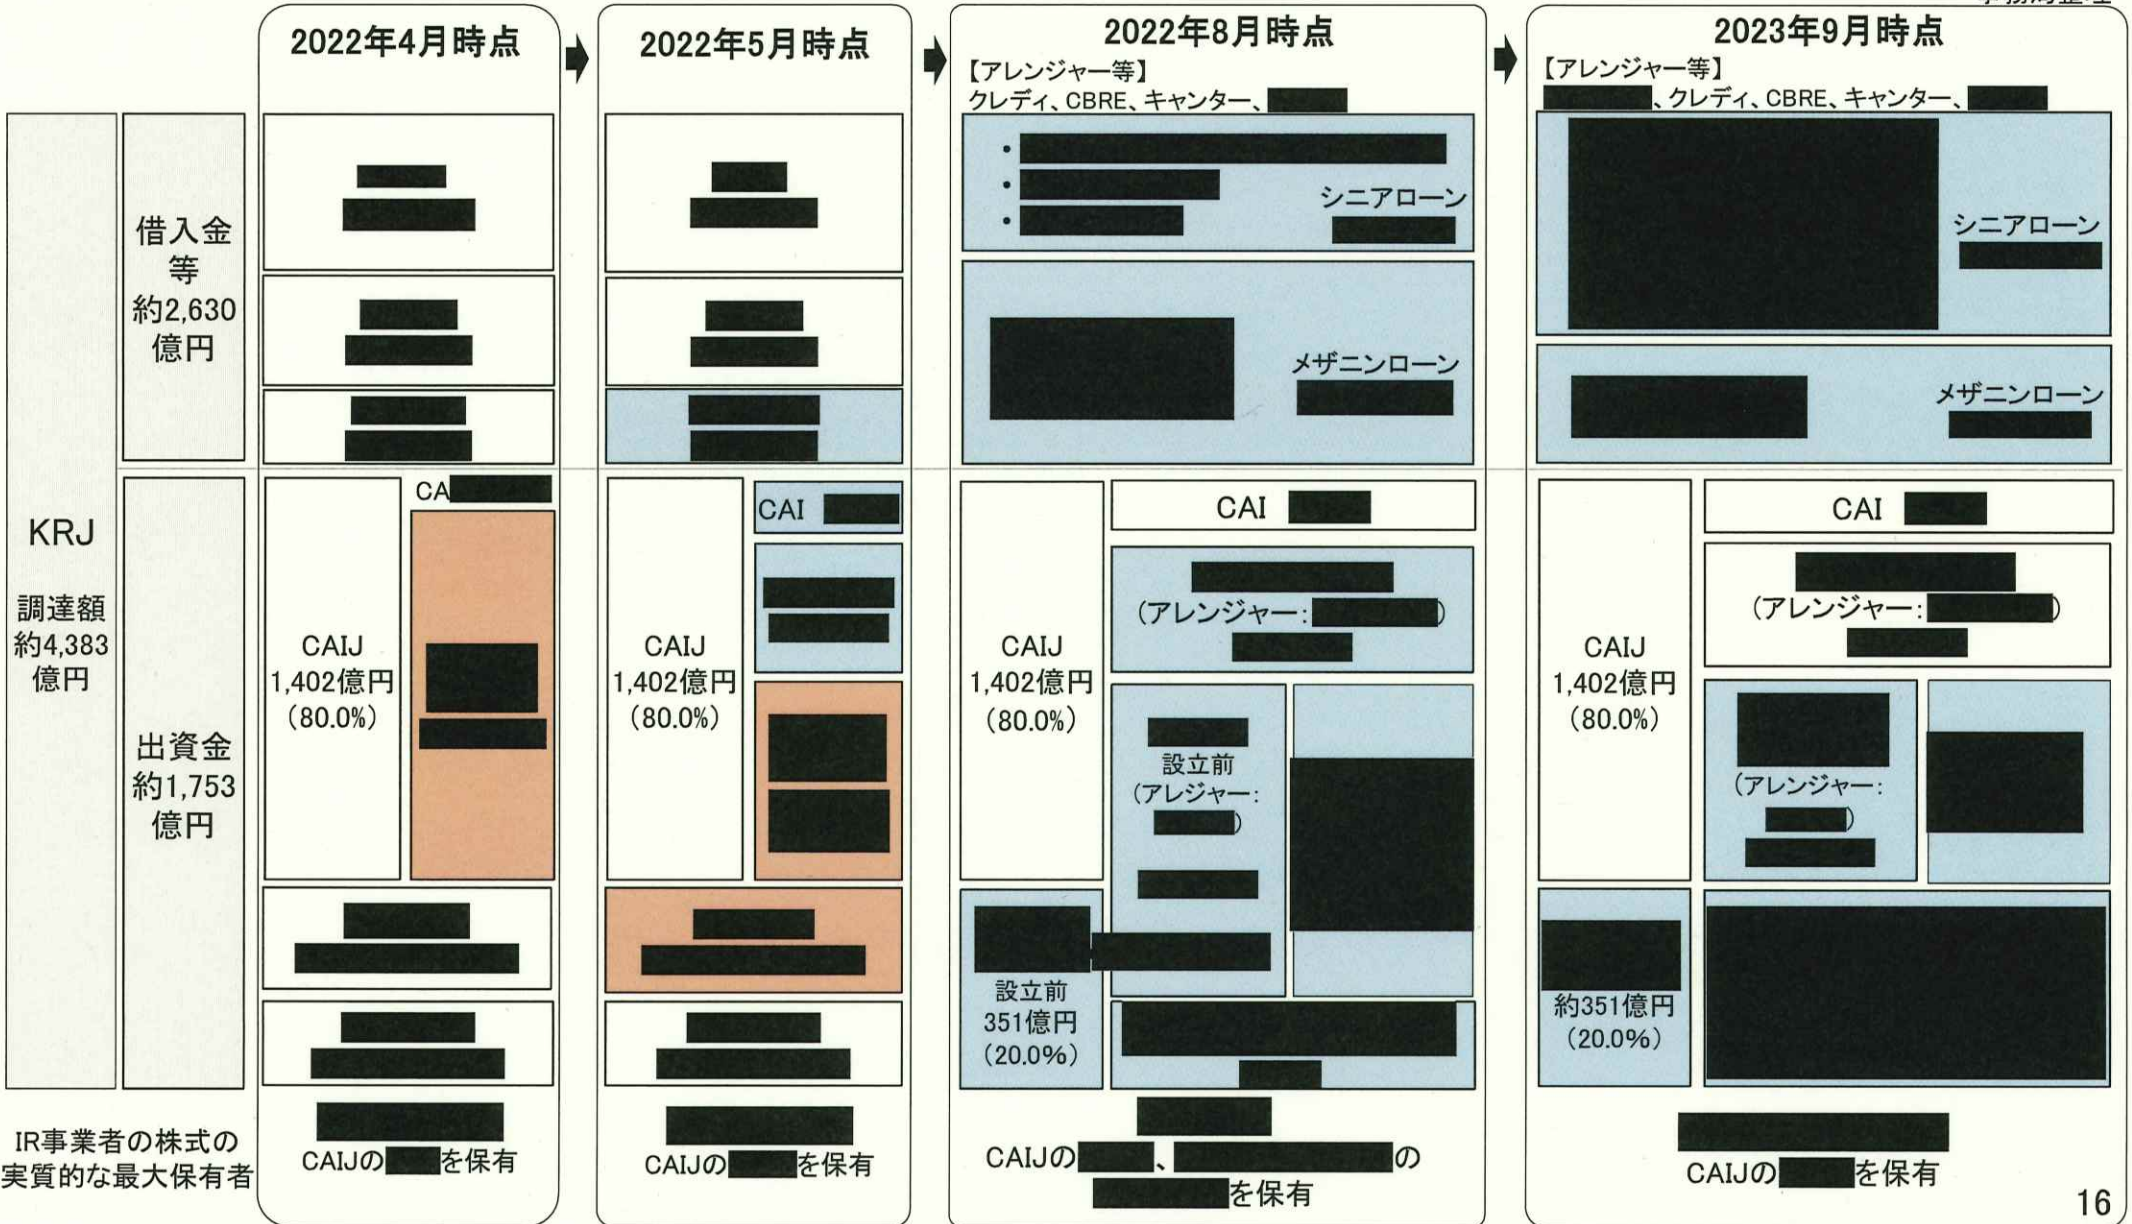 2022年4月時点
2022年5月時点
2022年8月時点
【アレンジャー等】
クレディ、CBRE、キャンター、
2023年9月時点
【アレンジャー等】
、クレディ、CBRE、キャンター、
KRJ
調達額
約4,383
億円
借入金
等
約2,630
億円
シニアローン
メザニンローン
シニアローン
メザニンローン
出資金
約1,753
億円
CAIJ
1,402億円
（80.0%）
CA
CAIJ
1,402億円
（80.0%）
CAI
CAIJ
1,402億円
（80.0%）
CAI
（アレンジャー：
）
設立前
（アレジャー：
）
設立前
351億円
（20.0%）
CAIJ
1,402億円
（80.0%）
CAI
（アレンジャー：
）
（アレンジャー：
）
約351億円
（20.0%）
IR事業者の株式の
実質的な最大保有者
CAIJの
を保有
CAIJの
を保有
CAIJの
、
の
を保有
CAIJの
を保有
16